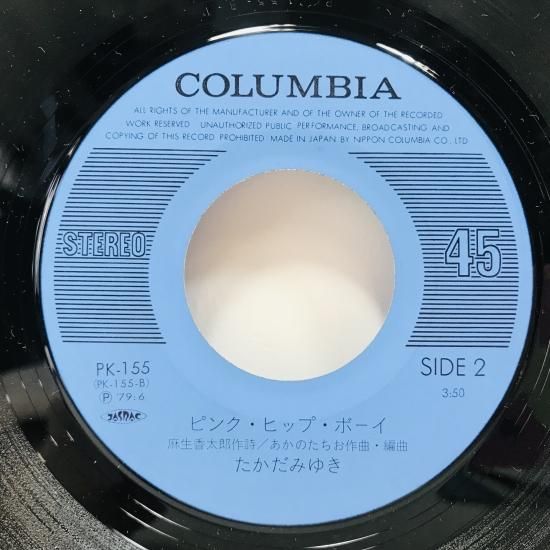 COLUMBIA
ALL RIGHTS OF THE MANUFACTURER AND OF THE OWNER OF THE RECORDED
WORK RESERVED UNAUTHORIZED PUBLIC PERFORMANCE, BROADCASTING AND
COPYING OF THIS RECORD PROHIBITED MADE IN JAPAN BY NIPPON COLUMBIA CO., LTD
STEREO
45
PK-155
(PK-155-B)
Ⓟ 79:6
JASRAC
SIDE 2
3:50
ピンク・ヒップ・ボーイ
麻生香太郎作詩/あかのたちお作曲・編曲
たかだみゆき